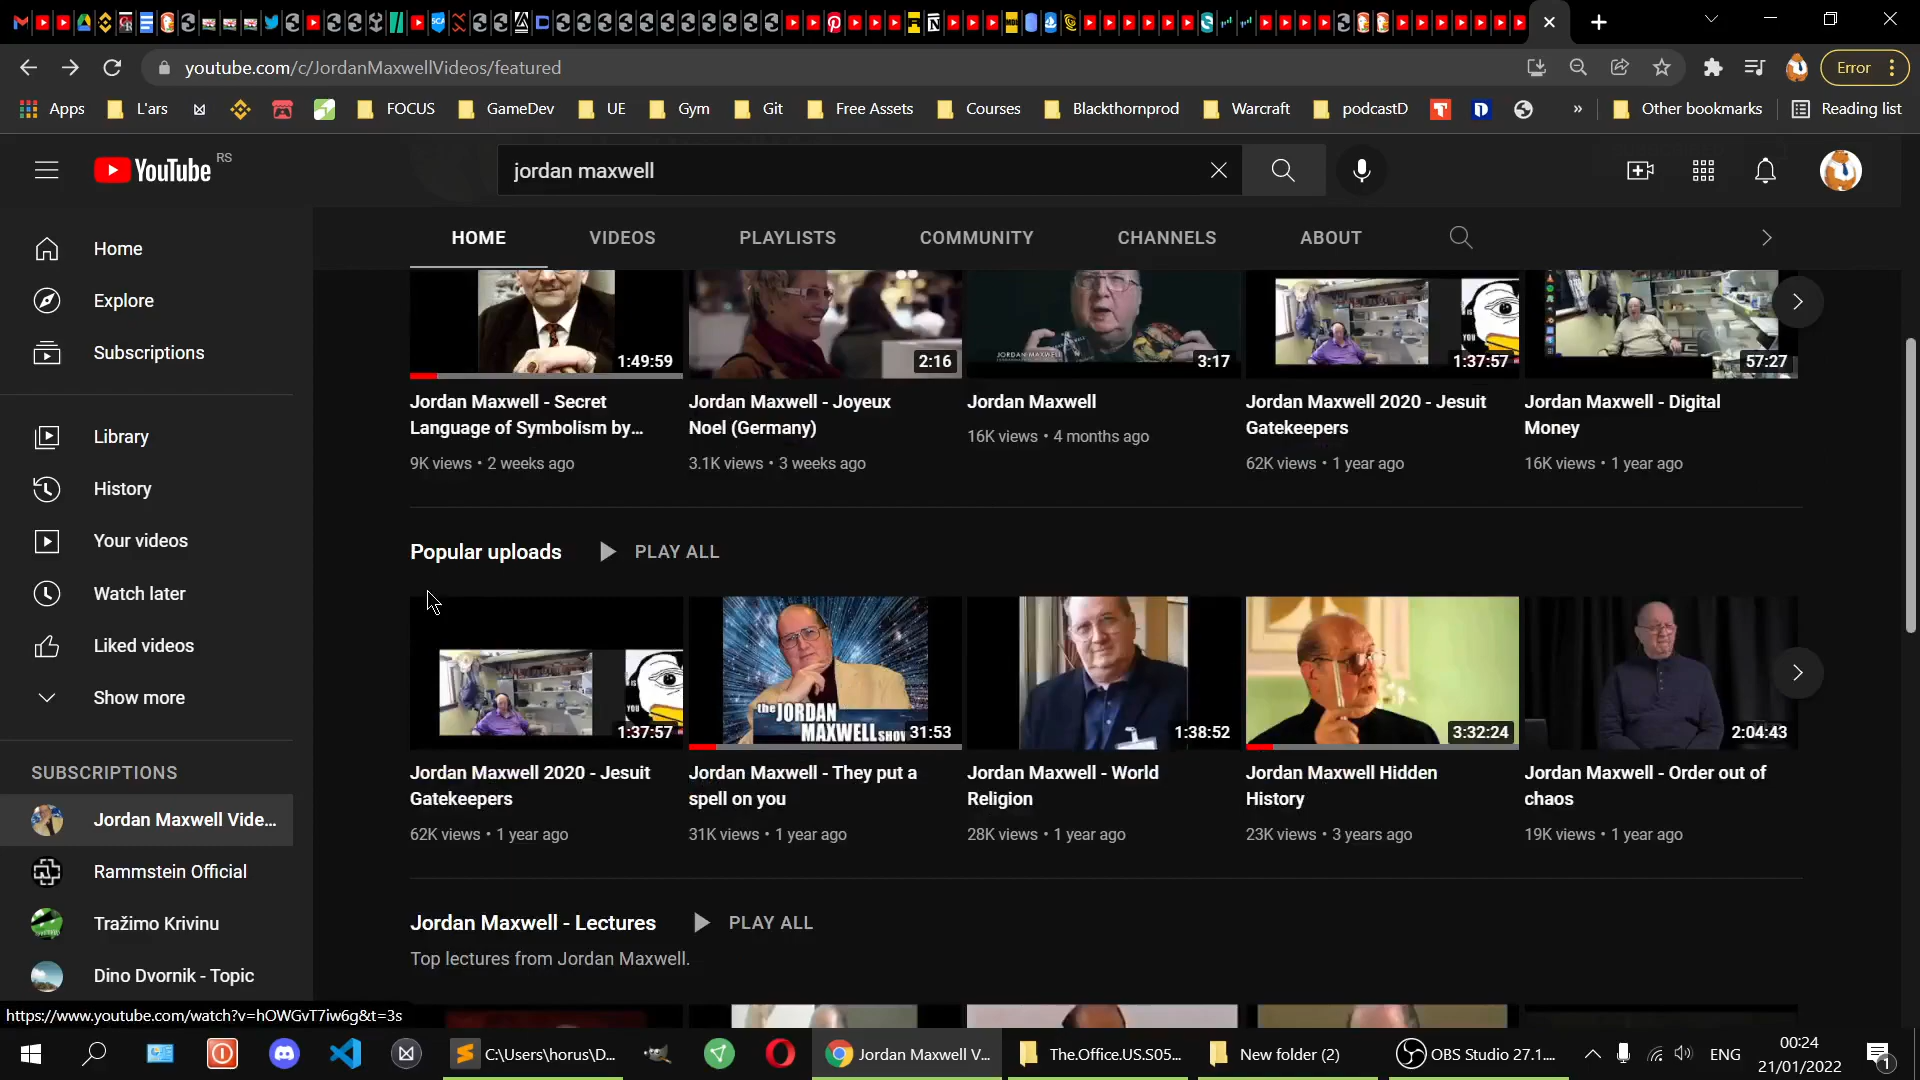 youtube.com/c/JordanMaxwellVideos/featured
Error
Apps
L'ars
FOCUS
GameDev
UE
Gym
Git
Free Assets
Courses
Blackthornprod
Warcraft
podcastD
»
Other bookmarks
Reading list
YouTube RS
jordan maxwell
HOME
VIDEOS
PLAYLISTS
COMMUNITY
CHANNELS
ABOUT
Home
Explore
Subscriptions
Library
History
Your videos
Watch later
Liked videos
Show more
SUBSCRIPTIONS
Jordan Maxwell Vide...
Rammstein Official
Tražimo Krivinu
Dino Dvornik - Topic
1:49:59
2:16
JORDAN MAXWELL
3:17
1:37:57
57:27
Jordan Maxwell - Secret
Language of Symbolism by...
9K views • 2 weeks ago
Jordan Maxwell - Joyeux
Noel (Germany)
3.1K views • 3 weeks ago
Jordan Maxwell
16K views • 4 months ago
Jordan Maxwell 2020 - Jesuit
Gatekeepers
62K views • 1 year ago
Jordan Maxwell - Digital
Money
16K views • 1 year ago
Popular uploads
PLAY ALL
1:37:57
the JORDAN
MAXWELL SHOW
31:53
1:38:52
3:32:24
2:04:43
Jordan Maxwell 2020 - Jesuit
Gatekeepers
62K views • 1 year ago
Jordan Maxwell - They put a
spell on you
31K views • 1 year ago
Jordan Maxwell - World
Religion
28K views • 1 year ago
Jordan Maxwell Hidden
History
23K views • 3 years ago
Jordan Maxwell - Order out of
chaos
19K views • 1 year ago
Jordan Maxwell - Lectures
PLAY ALL
Top lectures from Jordan Maxwell.
https://www.youtube.com/watch?v=hOWGvT7iw6g&t=3s
C:\Users\horus\D...
Jordan Maxwell V...
The.Office.US.S05...
New folder (2)
OBS Studio 27.1....
ENG
00:24
21/01/2022
1